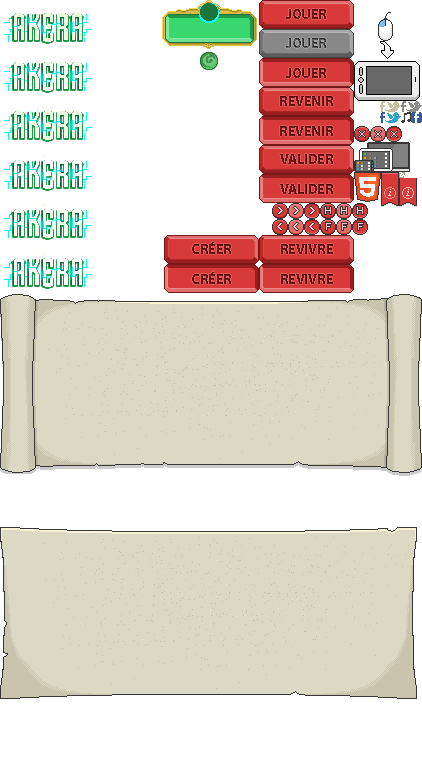 AKERA
AKERA
AKERA
AKERA
AKERA
AKERA
JOUER
JOUER
JOUER
REVENIR
REVENIR
VALIDER
VALIDER
5
H H H
F F F
CRÉER REVIVRE
CRÉER REVIVRE